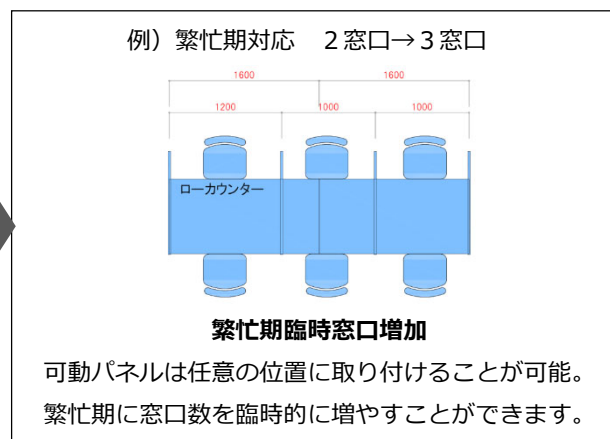 例）繁忙期対応　２窓口→３窓口
1600 1600
1200 1000 1000
ローカウンター
繁忙期臨時窓口増加
可動パネルは任意の位置に取り付けることが可能。
繁忙期に窓口数を臨時的に増やすことができます。